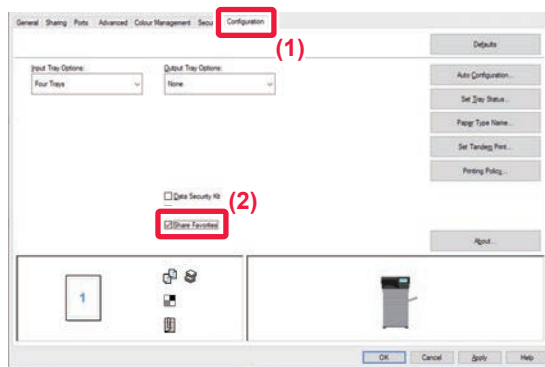 General Sharing Ports Advanced Colour Management Secu Configuration
(1)
Defaults
Input Tray Options:
Output Tray Options:
Four Trays
None
Auto Configuration...
Set Tray Status...
Paper Type Name...
Set Tandem Print...
Printing Policy...
Data Security Kit
(2)
Share Favorites
About...
1
OK Cancel Apply Help